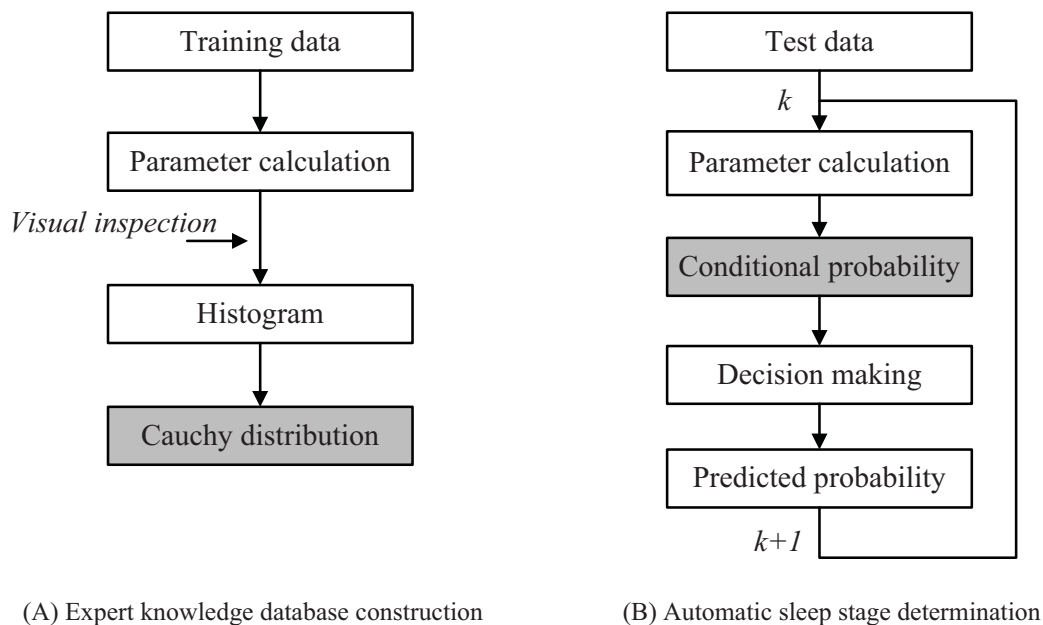 Training data
Parameter calculation
Visual inspection
Histogram
Cauchy distribution
(A) Expert knowledge database construction
Test data
k
Parameter calculation
Conditional probability
Decision making
Predicted probability
k+1
(B) Automatic sleep stage determination